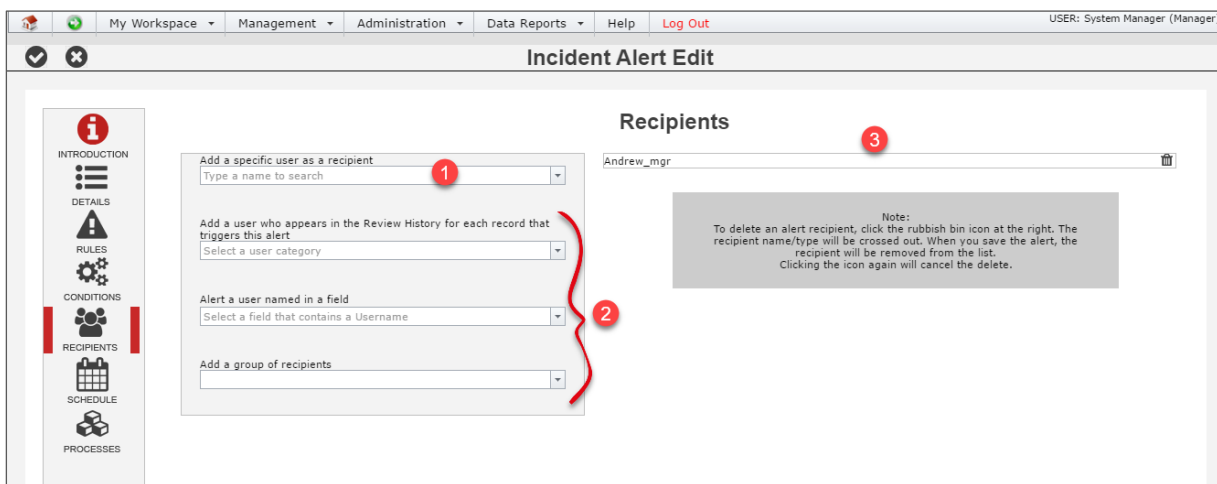 My Workspace
Management
Administration
Data Reports
Help
Log Out
USER: System Manager (Manager)
Incident Alert Edit
INTRODUCTION
DETAILS
RULES
CONDITIONS
RECIPIENTS
SCHEDULE
PROCESSES
Recipients
Add a specific user as a recipient
1
Type a name to search
Add a user who appears in the Review History for each record that
triggers this alert
Select a user category
Alert a user named in a field
Select a field that contains a Username
2
Add a group of recipients
3
Andrew_mgr
Note:
To delete an alert recipient, click the rubbish bin icon at the right. The
recipient name/type will be crossed out. When you save the alert, the
recipient will be removed from the list.
Clicking the icon again will cancel the delete.